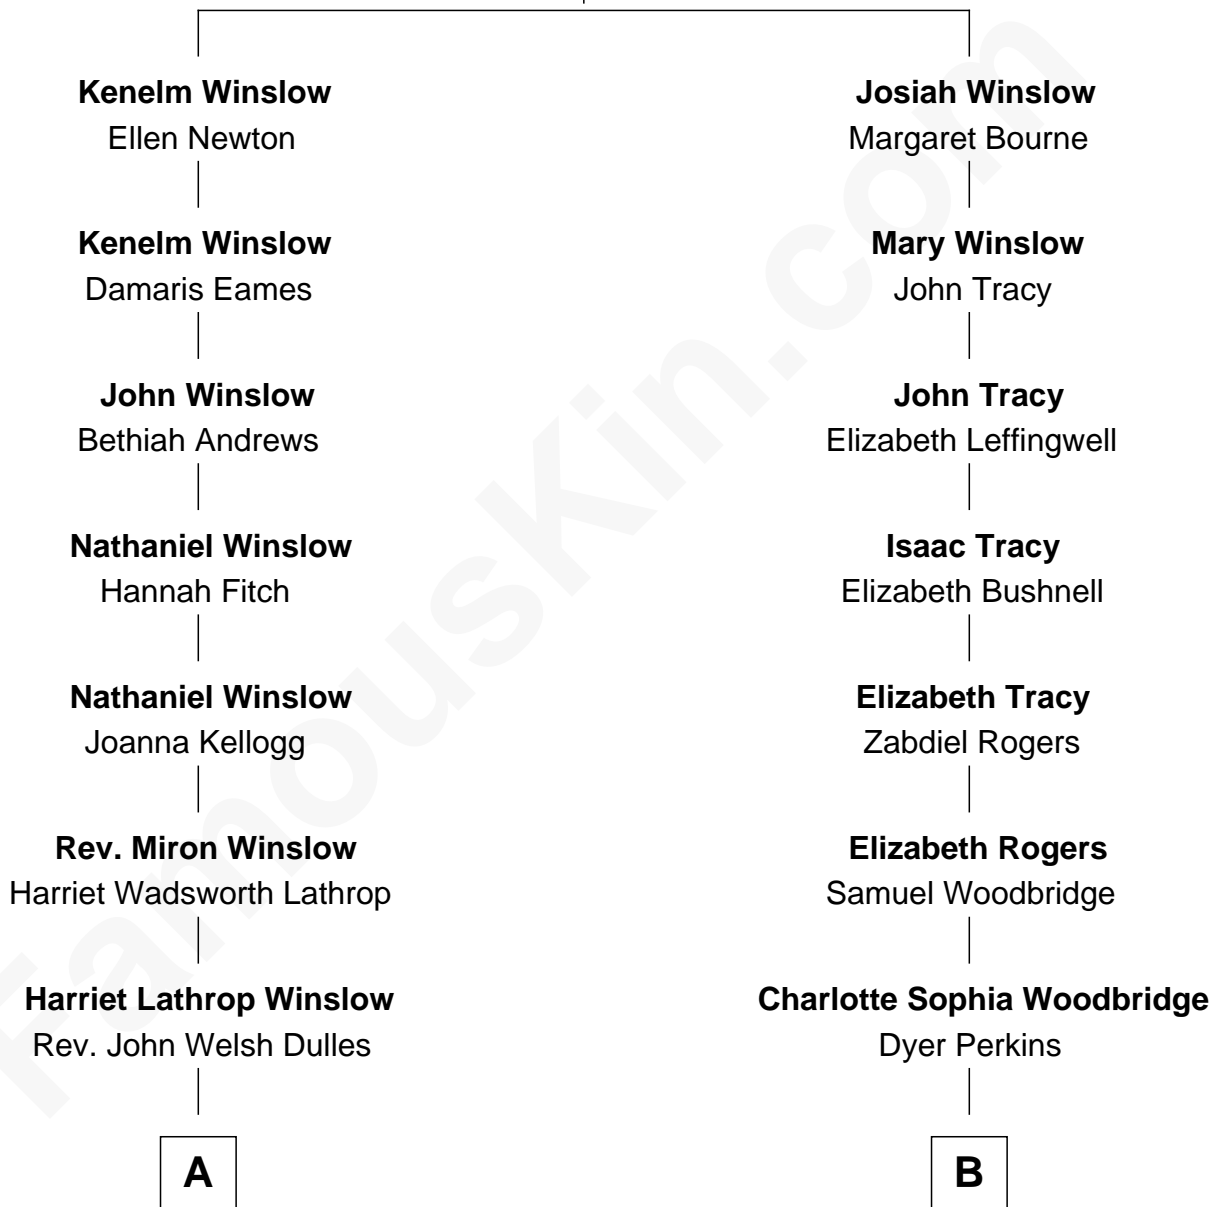 Kenelm Winslow
Ellen Newton
Kenelm Winslow
Damaris Eames
John Winslow
Bethiah Andrews
Nathaniel Winslow
Hannah Fitch
Nathaniel Winslow
Joanna Kellogg
Rev. Miron Winslow
Harriet Wadsworth Lathrop
Harriet Lathrop Winslow
Rev. John Welsh Dulles
A
Josiah Winslow
Margaret Bourne
Mary Winslow
John Tracy
John Tracy
Elizabeth Leffingwell
Isaac Tracy
Elizabeth Bushnell
Elizabeth Tracy
Zabdiel Rogers
Elizabeth Rogers
Samuel Woodbridge
Charlotte Sophia Woodbridge
Dyer Perkins
B
FamousKin.com